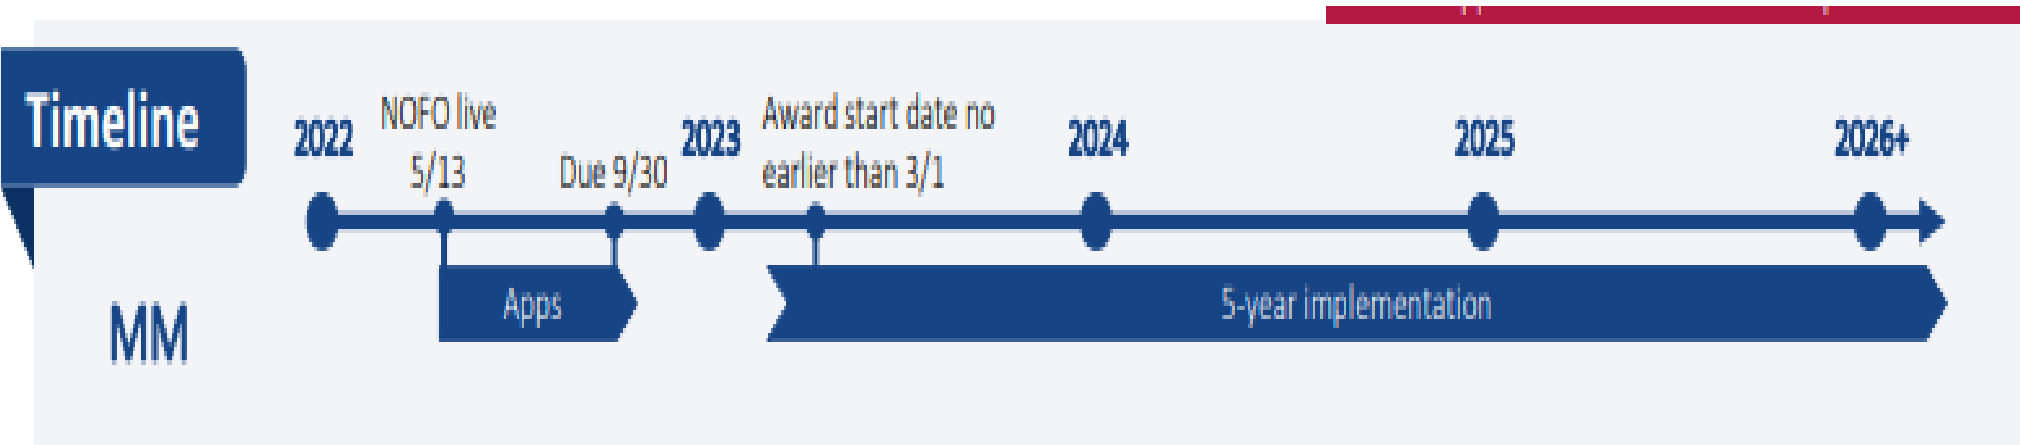 Timeline
2022
NOFO live
5/13
Due 9/30
2023
Award start date no
earlier than 3/1
2024
2025
2026+
MM
Apps
5-year implementation